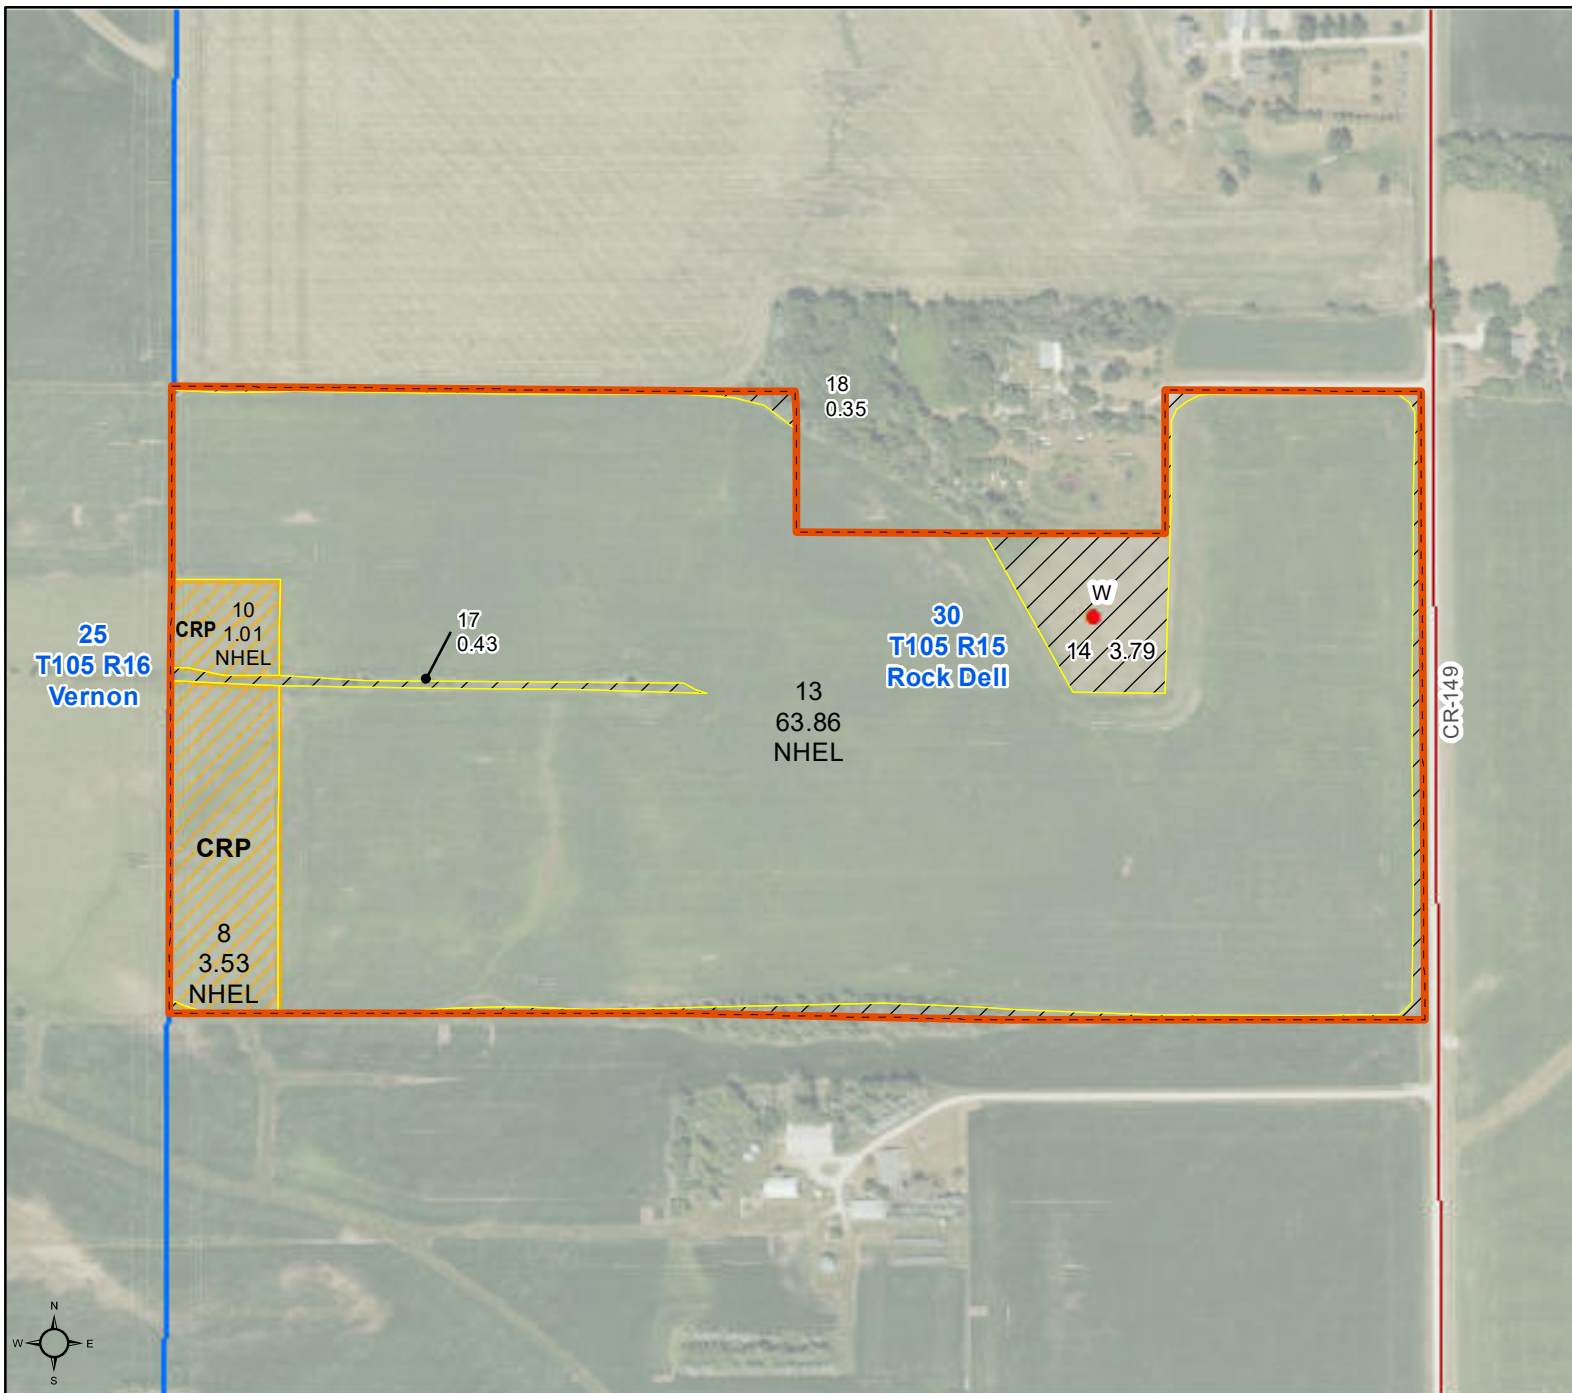 18
0.35
10
CRP 1.01
NHEL
17
0.43
25
T105 R16
Vernon
30
T105 R15
Rock Dell
W
14 3.79
13
63.86
NHEL
CR-149
CRP
8
3.53
NHEL
N
W E
S